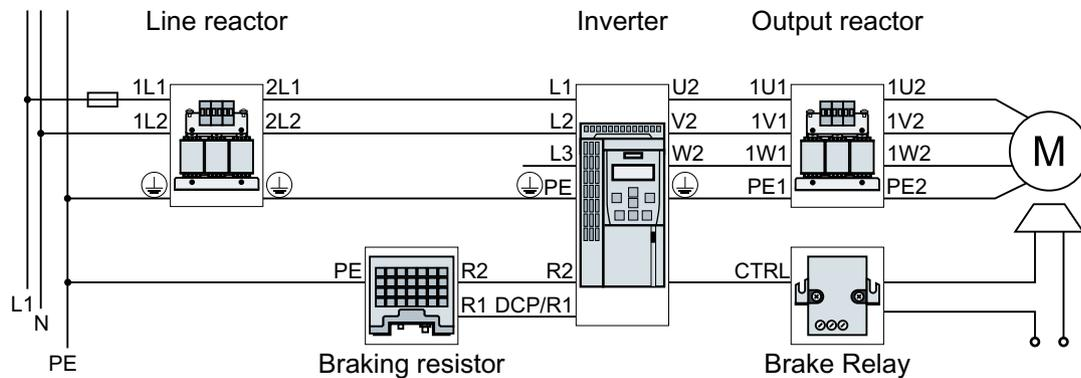 Line reactor Inverter Output reactor
1L1 2L1 L1 U2 1U1 1U2
1L2 2L2 L2 V2 1V1 1V2
L3 W2 1W1 1W2
M
PE PE1 PE2
PE R2 R2 CTRL
R1 DCP/R1
L1
N
PE
Braking resistor Brake Relay